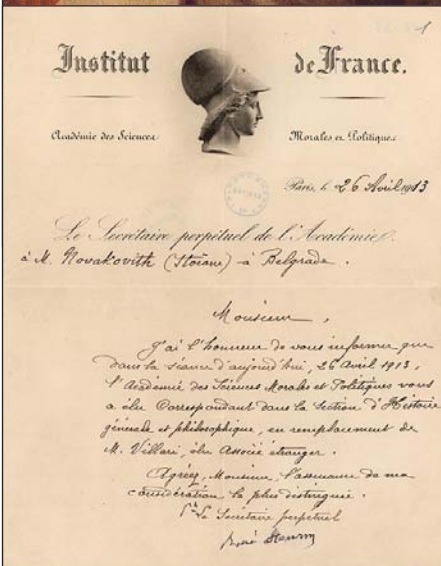 Institut de France.
Académie des Sciences Morales et Politiques
Paris, le 26 Avril 1913
Le Secrétaire perpétuel de l'Académie
à M. Novakovith (Stoïane) - à Belgrade.
Monsieur,
J'ai l'honneur de vous informer que
dans la séance d'aujourd'hui, 26 Avril 1913,
l'Académie des Sciences Morales et Politiques vous
a élu Correspondant dans la Section d'Histoire
générale et philosophique, en remplacement de
M. Villari, élu Associé étranger.
Agréez, Monsieur, l'assurance de ma
considération la plus distinguée.
Le Secrétaire perpétuel